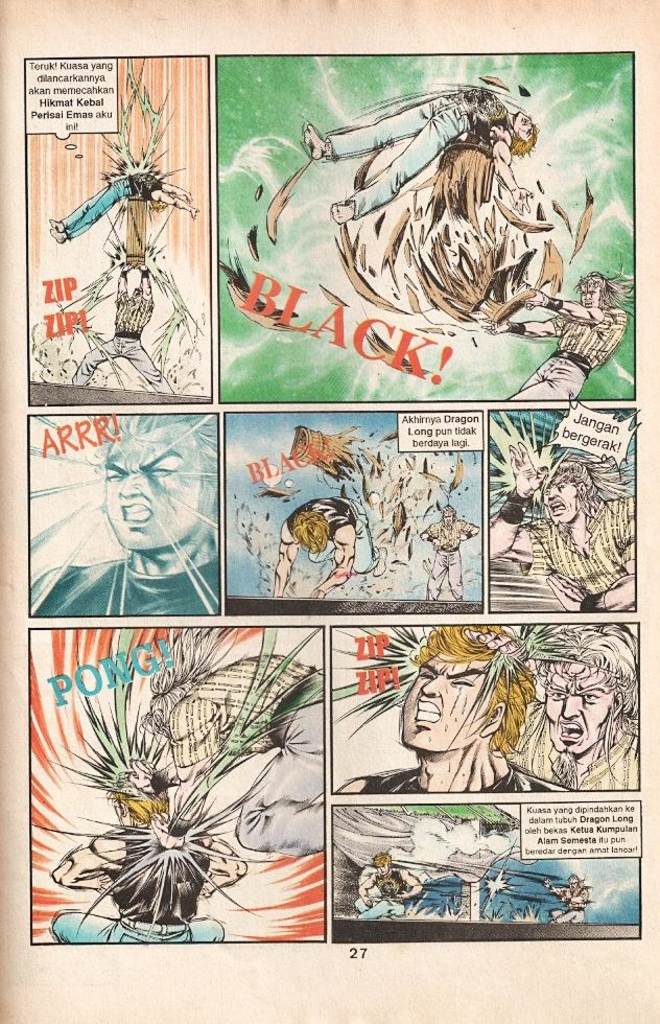 Teruk! Kuasa yang
dilancarkannya
akan memecahkan
Hikmat Kebal
Perisai Emas aku
ini!
ZIP
ZIP!
BLACK!
ARRR!
BLACK!
Akhirnya Dragon
Long pun tidak
berdaya lagi.
Jangan
bergerak!
PONG!
ZIP
ZIP!
Kuasa yang dipindahkan ke
dalam tubuh Dragon Long
oleh bekas Ketua Kumpulan
Alam Semesta itu pun
beredar dengan amat lancar!
27